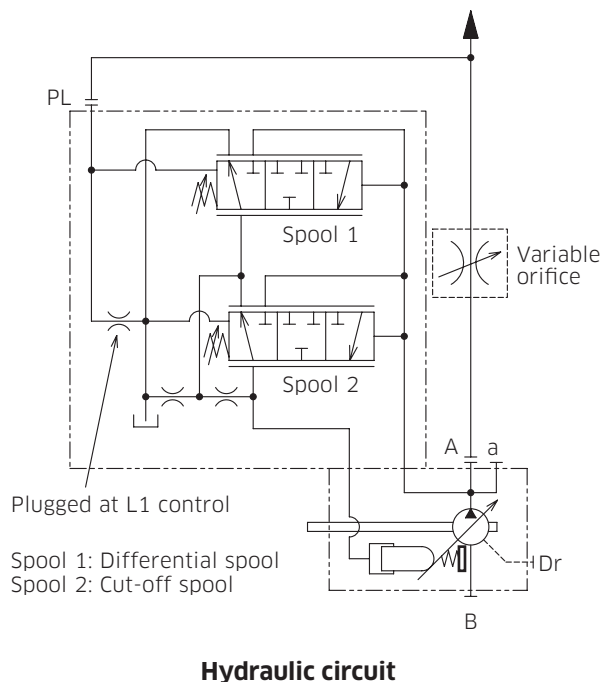 PL
Spool 1
Variable
orifice
Spool 2
A
a
Plugged at L1 control
Spool 1: Differential spool
Spool 2: Cut-off spool
Dr
B
Hydraulic circuit